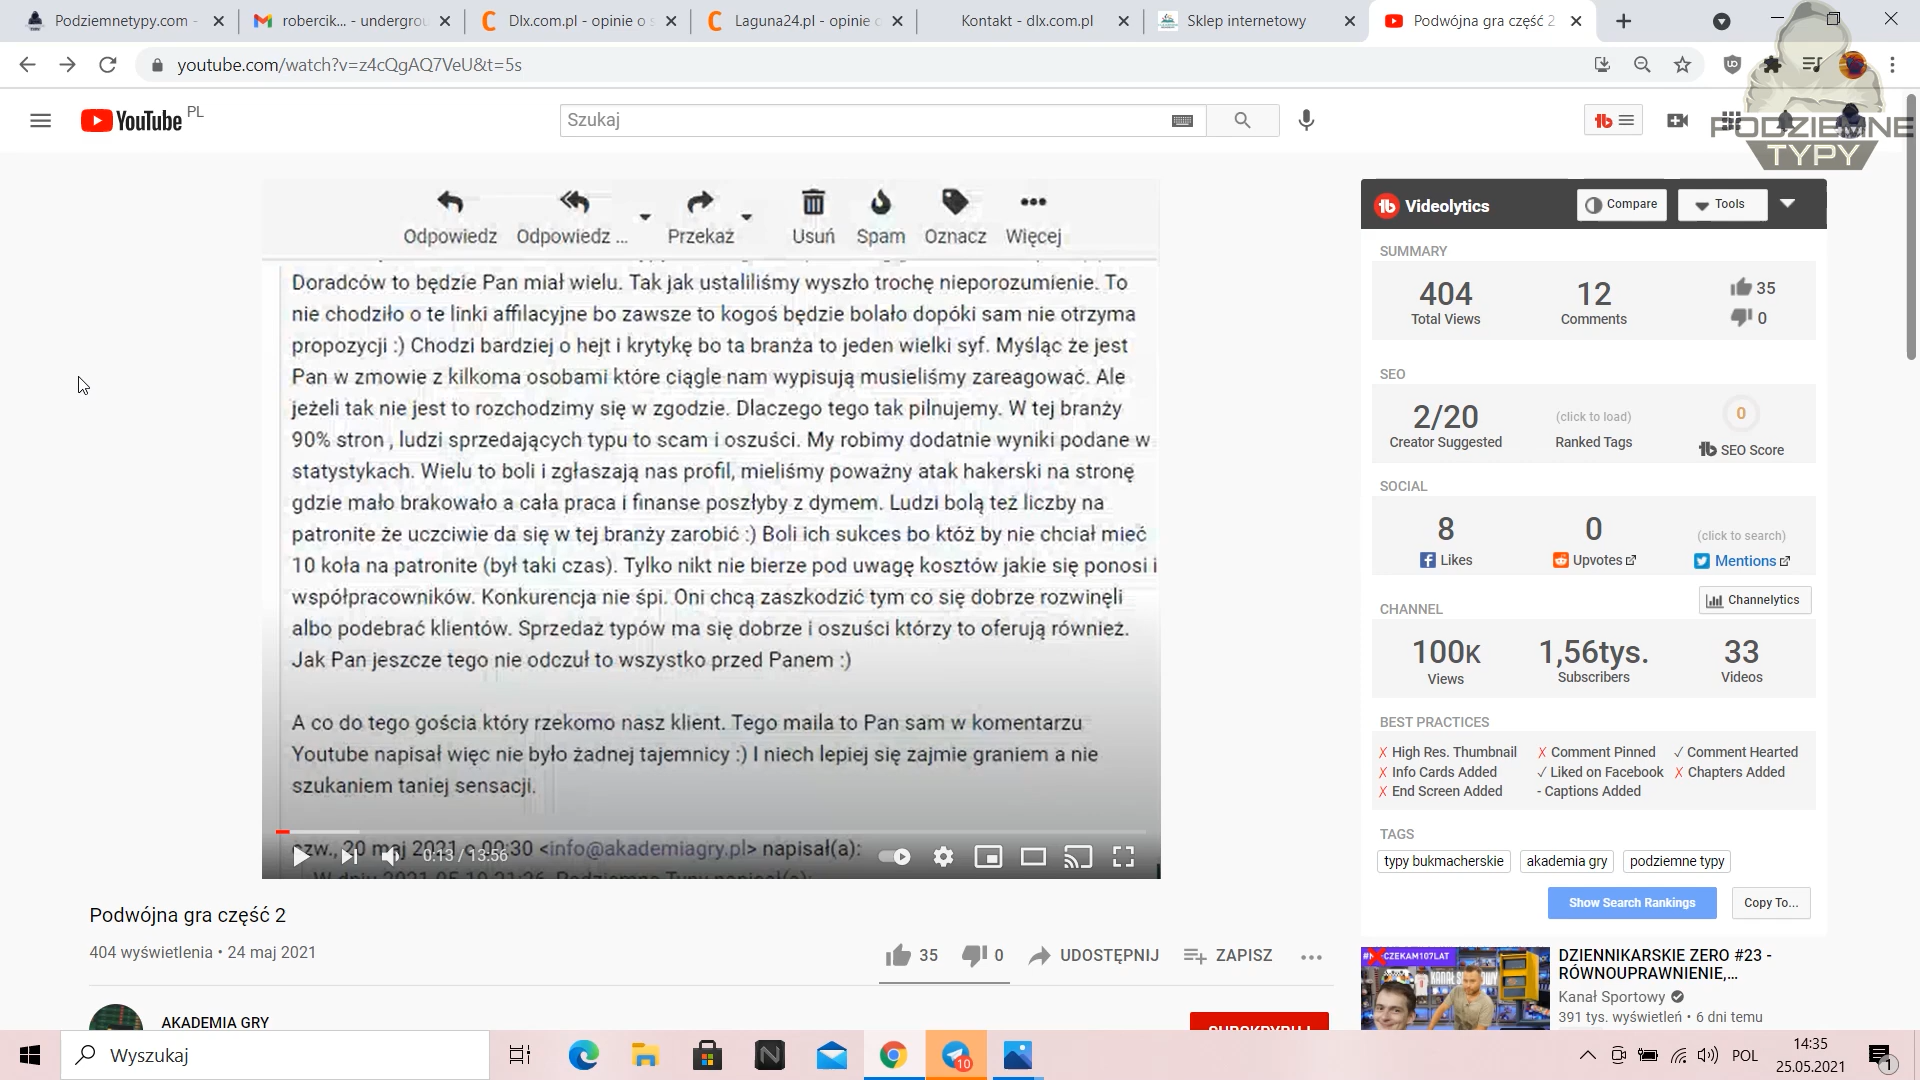 Podziemnetypy.com -
robercik... - undergrou
Dlx.com.pl - opinie o s
Laguna24.pl - opinie o
Kontakt - dlx.com.pl
Sklep internetowy
Podwójna gra część 2
youtube.com/watch?v=z4cQgAQ7VeU&t=5s
YouTube PL
Szukaj
PODZIEMNE
TYPY
Odpowiedz
Odpowiedz ...
Przekaż
Usuń
Spam
Oznacz
Więcej
Doradców to będzie Pan miał wielu. Tak jak ustaliliśmy wyszło trochę nieporozumienie. To
nie chodziło o te linki affilacyjne bo zawsze to kogoś będzie bolało dopóki sam nie otrzyma
propozycji :) Chodzi bardziej o hejt i krytykę bo ta branża to jeden wielki syf. Myśląc że jest
Pan w zmowie z kilkoma osobami które ciągle nam wypisują musieliśmy zareagować. Ale
jeżeli tak nie jest to rozchodzimy się w zgodzie. Dlaczego tego tak pilnujemy. W tej branży
90% stron , ludzi sprzedających typu to scam i oszuści. My robimy dodatnie wyniki podane w
statystykach. Wielu to boli i zgłaszają nas profil, mieliśmy poważny atak hakerski na stronę
gdzie mało brakowało a cała praca i finanse poszłyby z dymem. Ludzi bolą też liczby na
patronite że uczciwie da się w tej branży zarobić :) Boli ich sukces bo któż by nie chciał mieć
10 koła na patronite (był taki czas). Tylko nikt nie bierze pod uwagę kosztów jakie się ponosi i
współpracowników. Konkurencja nie śpi. Oni chcą zaszkodzić tym co się dobrze rozwinęli
albo podebrać klientów. Sprzedaż typów ma się dobrze i oszuści którzy to oferują również.
Jak Pan jeszcze tego nie odczuł to wszystko przed Panem :)
A co do tego gościa który rzekomo nasz klient. Tego maila to Pan sam w komentarzu
Youtube napisał więc nie było żadnej tajemnicy :) I niech lepiej się zajmie graniem a nie
szukaniem taniej sensacji.
czw., 20 maj 2021 o 00:30 <info@akademiagry.pl> napisał(a):
0:13 / 13:56
Podwójna gra część 2
404 wyświetlenia • 24 maj 2021
35
0
UDOSTĘPNIJ
ZAPISZ
AKADEMIA GRY
SUBSKRYBUJ
Videolytics
Compare
Tools
SUMMARY
404
Total Views
12
Comments
35
0
SEO
2/20
Creator Suggested
(click to load)
Ranked Tags
0
SEO Score
SOCIAL
8
Likes
0
Upvotes
(click to search)
Mentions
CHANNEL
Channelytics
100K
Views
1,56tys.
Subscribers
33
Videos
BEST PRACTICES
High Res. Thumbnail
Comment Pinned
Comment Hearted
Info Cards Added
Liked on Facebook
Chapters Added
End Screen Added
- Captions Added
TAGS
typy bukmacherskie
akademia gry
podziemne typy
Show Search Rankings
Copy To...
CZEKAM107LAT
DZIENNIKARSKIE ZERO #23 -
RÓWNOUPRAWNIENIE,...
Kanał Sportowy
391 tys. wyświetleń • 6 dni temu
Wyszukaj
10
POL
14:35
25.05.2021
1